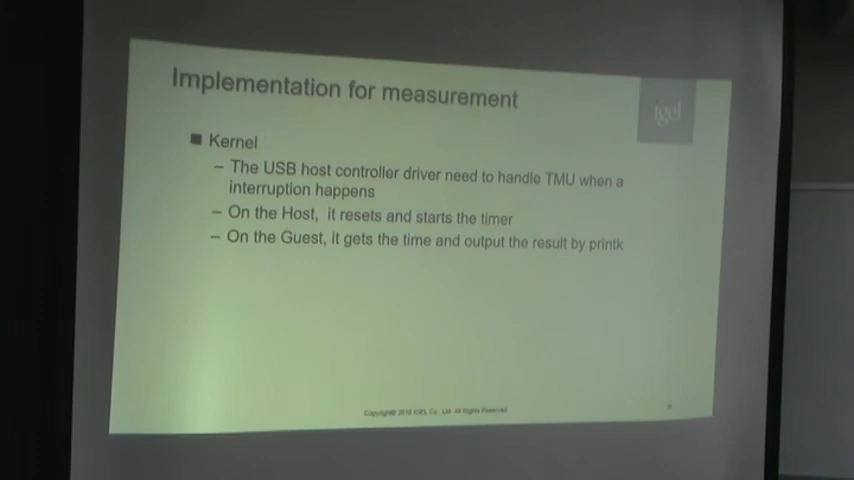 Implementation for measurement
igel
■ Kernel
– The USB host controller driver need to handle TMU when a
interruption happens
– On the Host, it resets and starts the timer
– On the Guest, it gets the time and output the result by printk
Copyright© 2010 IGEL Co., Ltd. All Rights Reserved